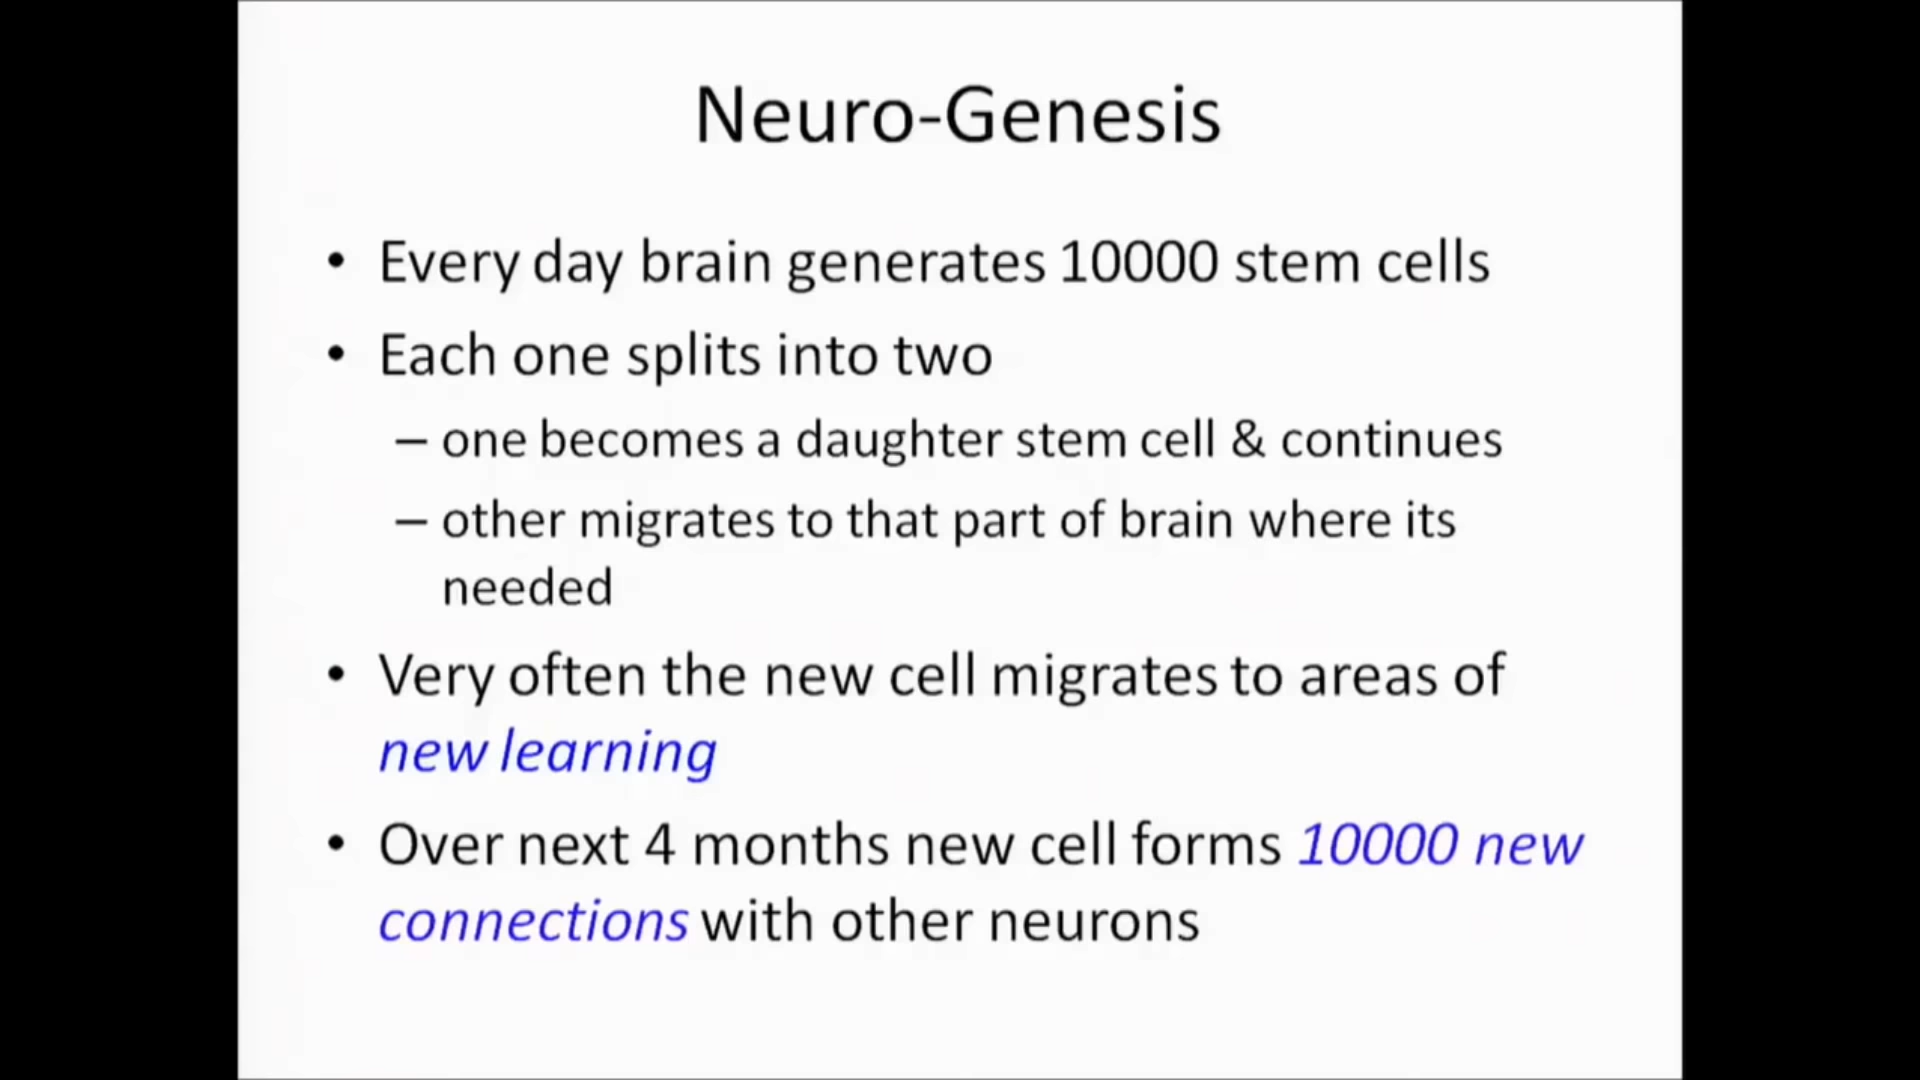 Neuro-Genesis
• Every day brain generates 10000 stem cells
• Each one splits into two
– one becomes a daughter stem cell & continues
– other migrates to that part of brain where its
needed
• Very often the new cell migrates to areas of
new learning
• Over next 4 months new cell forms 10000 new
connections with other neurons